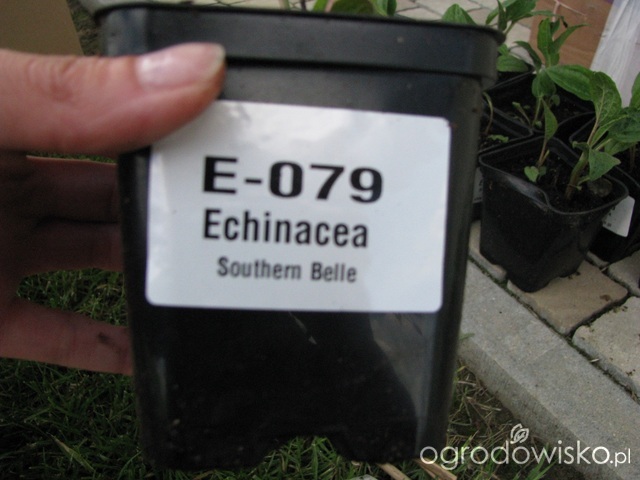 E-079
Echinacea
Southern Belle
ogrodowisko.pl